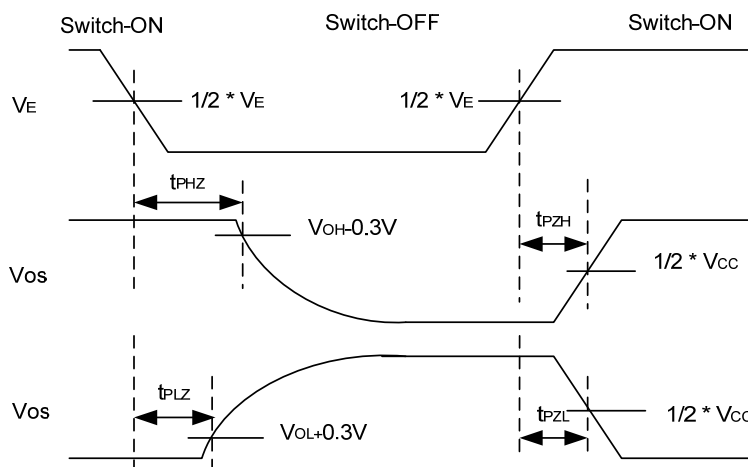 Switch-ON Switch-OFF Switch-ON
VE 1/2 * VE 1/2 * VE
tPHZ
VOH-0.3V tPZH
Vos 1/2 * VCC
tPLZ
Vos tPZL 1/2 * VCC
VOL+0.3V